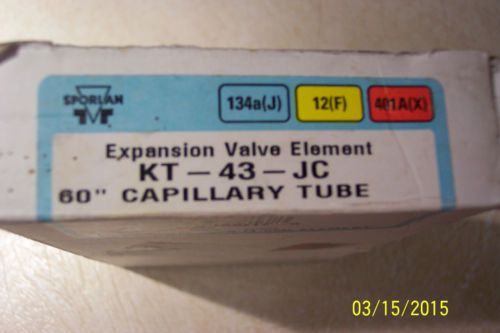 SPORLAN
134a(J) 12(F) 401A(X)
Expansion Valve Element
KT-43-JC
60" CAPILLARY TUBE
03/15/2015